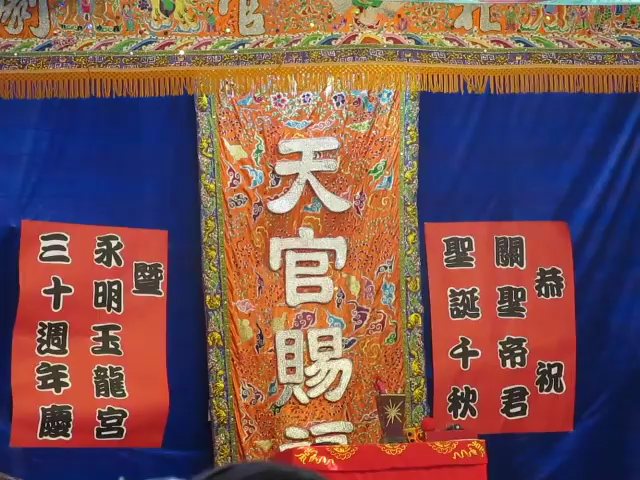 恭祝
關聖帝君
聖誕千秋
天官賜福
暨
永明玉龍宮
三十週年慶